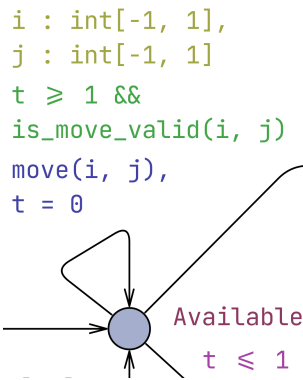 i : int[-1, 1],
j : int[-1, 1]
t ⩾ 1 &&
is_move_valid(i, j)
move(i, j),
t = 0
Available
t ⩽ 1